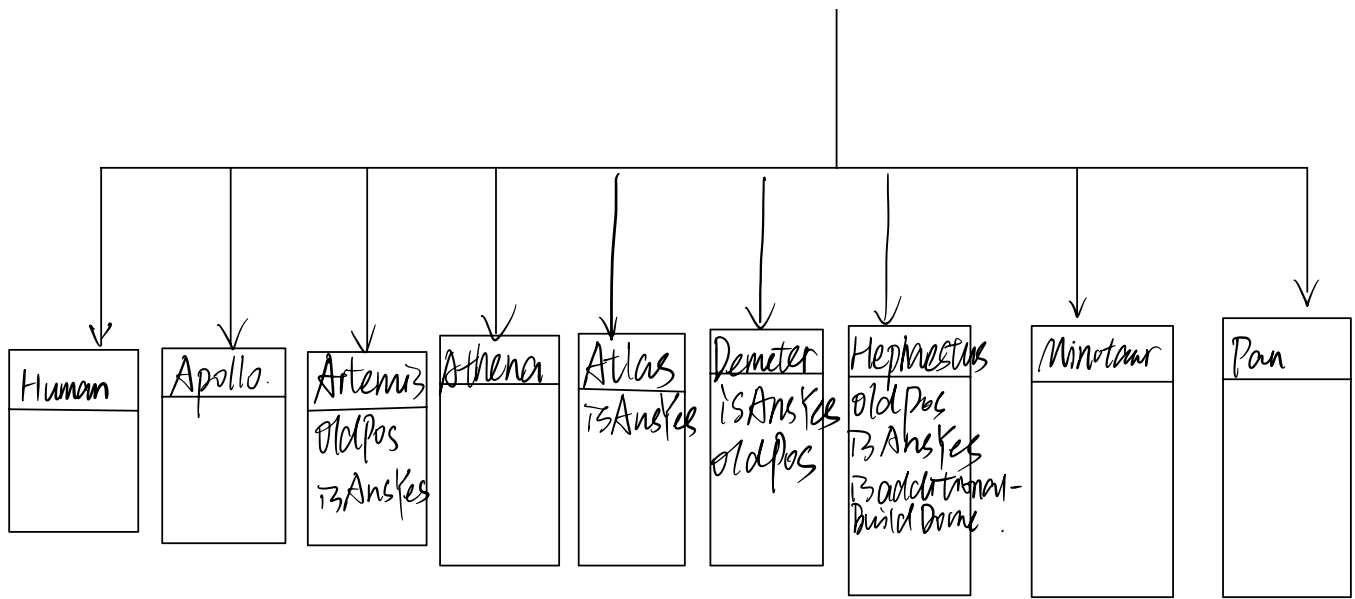 Human
Apollo.
Artemis
oldPos
isAnsYes
Athena
Atlas
isAnsYes
Demeter
isAnsYes
oldPos
Hephaestus
oldPos
isAnsYes
isadditional-
BuildDome.
Minotaur
Pan